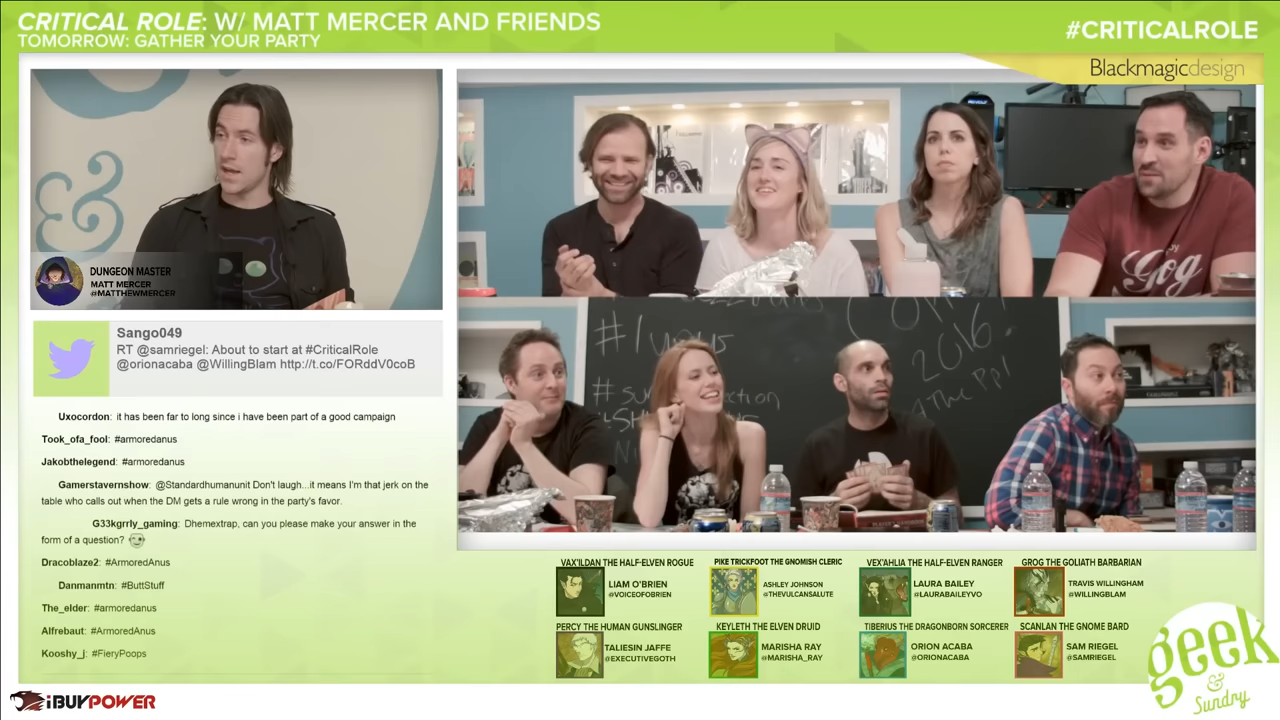 CRITICAL ROLE: W/ MATT MERCER AND FRIENDS
TOMORROW: GATHER YOUR PARTY
#CRITICALROLE
Blackmagicdesign
DUNGEON MASTER
MATT MERCER
@MATTHEWMERCER
Sango049
RT @samriegel: About to start at #CriticalRole
@orionacaba @WillingBlam http://t.co/FORddV0coB
Uxocordon: it has been far to long since i have been part of a good campaign
Took_ofa_fool: #armoredanus
Jakobthelegend: #armoredanus
Gamerstavernshow: @Standardhumanunit Don't laugh...it means I'm that jerk on the
table who calls out when the DM gets a rule wrong in the party's favor.
G33kgrrly_gaming: Dhemextrap, can you please make your answer in the
form of a question?
Dracoblaze2: #ArmoredAnus
Danmanmtn: #ButtStuff
The_elder: #armoredanus
Alfrebaut: #ArmoredAnus
Kooshy_j: #FieryPoops
Gog
2016
The Ppl
VAX'ILDAN THE HALF-ELVEN ROGUE
LIAM O'BRIEN
@VOICEOFOBRIEN
PIKE TRICKFOOT THE GNOMISH CLERIC
ASHLEY JOHNSON
@THEVULCANSALUTE
VEX'AHLIA THE HALF-ELVEN RANGER
LAURA BAILEY
@LAURABAILEYVO
GROG THE GOLIATH BARBARIAN
TRAVIS WILLINGHAM
@WILLINGBLAM
PERCY THE HUMAN GUNSLINGER
TALIESIN JAFFE
@EXECUTIVEGOTH
KEYLETH THE ELVEN DRUID
MARISHA RAY
@MARISHA_RAY
TIBERIUS THE DRAGONBORN SORCERER
ORION ACABA
@ORIONACABA
SCANLAN THE GNOME BARD
SAM RIEGEL
@SAMRIEGEL
geek
&
Sundry
iBUYPOWER